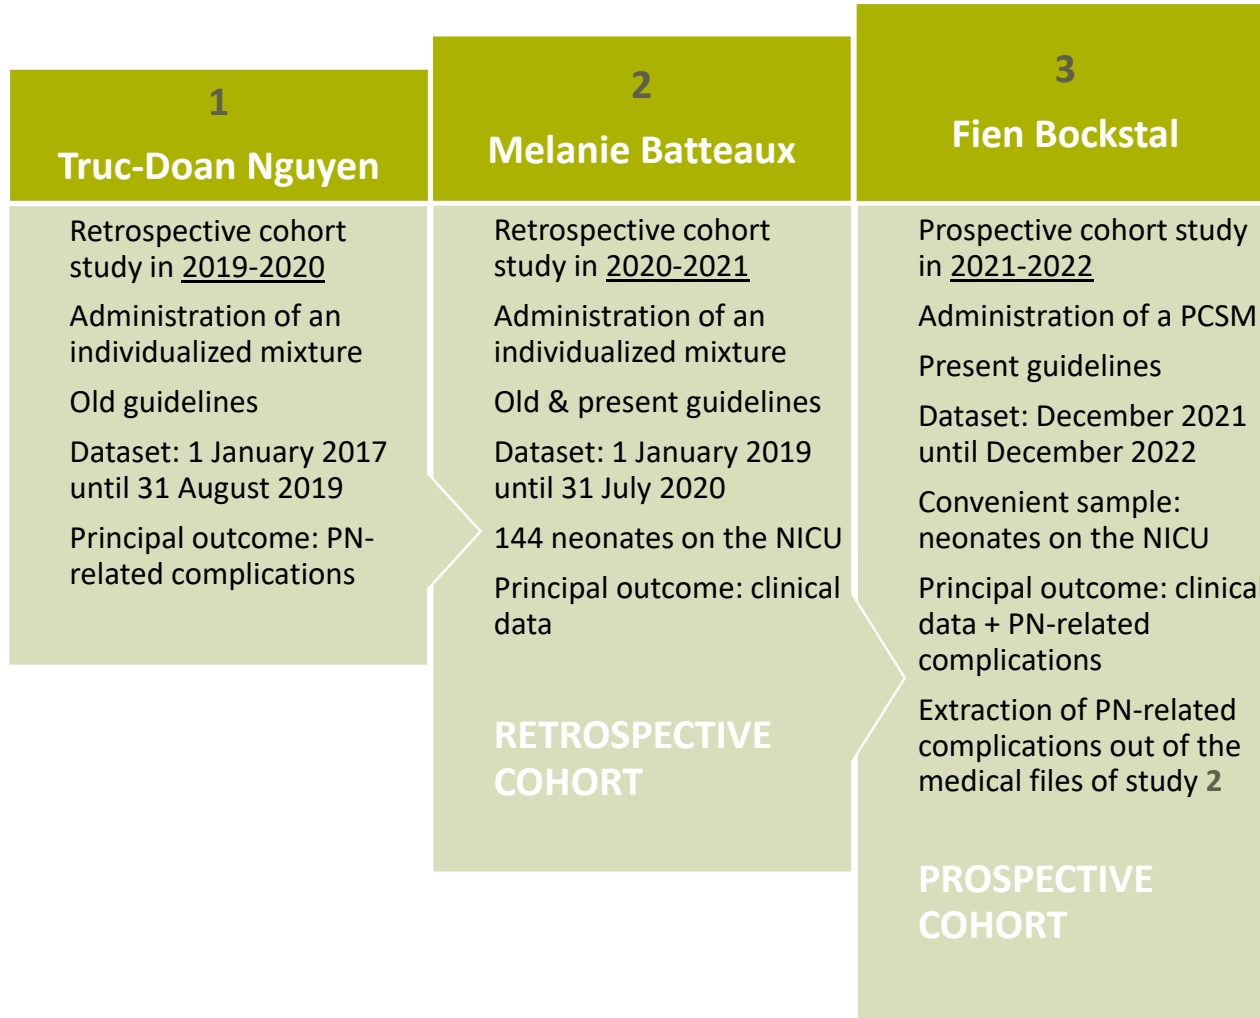 1
Truc-Doan Nguyen
Retrospective cohort
study in 2019-2020
Administration of an
individualized mixture
Old guidelines
Dataset: 1 January 2017
until 31 August 2019
Principal outcome: PN-
related complications
2
Melanie Batteaux
Retrospective cohort
study in 2020-2021
Administration of an
individualized mixture
Old & present guidelines
Dataset: 1 January 2019
until 31 July 2020
144 neonates on the NICU
Principal outcome: clinical
data
RETROSPECTIVE
COHORT
3
Fien Bockstal
Prospective cohort study
in 2021-2022
Administration of a PCSM
Present guidelines
Dataset: December 2021
until December 2022
Convenient sample:
neonates on the NICU
Principal outcome: clinical
data + PN-related
complications
Extraction of PN-related
complications out of the
medical files of study 2
PROSPECTIVE
COHORT